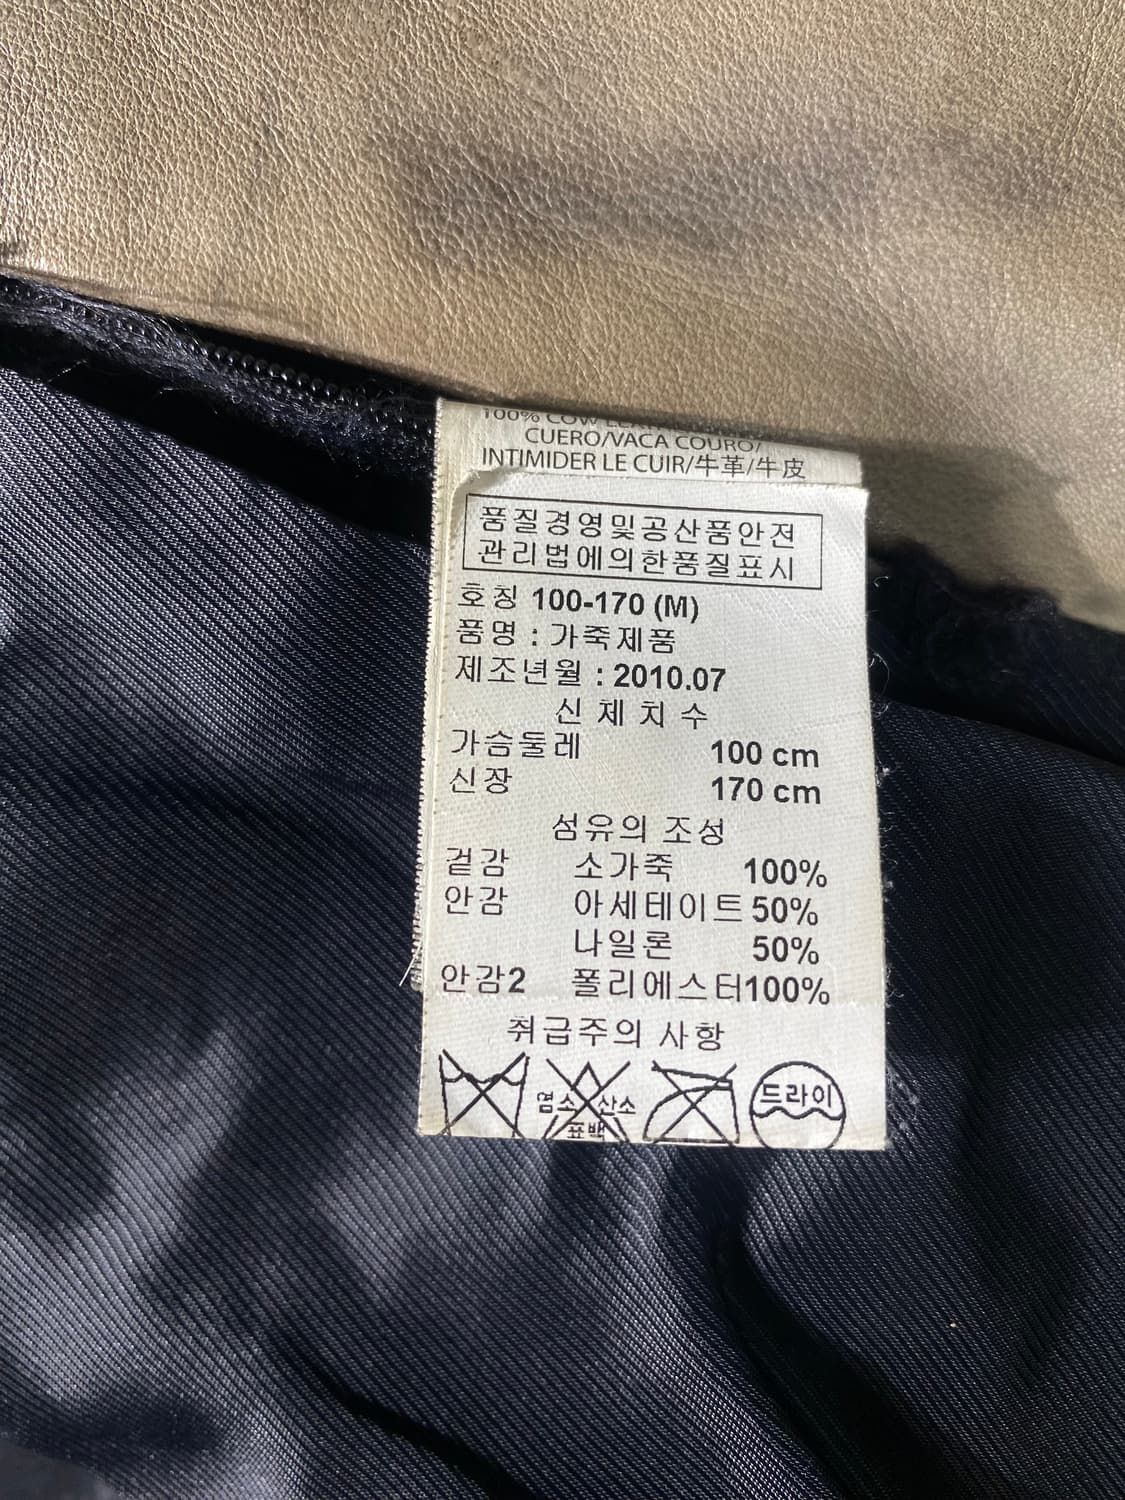 100% COW
CUERO/VACA COURO/
INTIMIDER LE CUIR/牛革/牛皮
품질경영및공산품안전
관리법에의한품질표시
호칭 100-170 (M)
품명 : 가죽제품
제조년월 : 2010.07
신 체 치 수
가슴둘레 100 cm
신장 170 cm
섬유의 조성
겉감 소가죽 100%
안감 아세테이트 50%
나일론 50%
안감2 폴리에스터100%
취급주의 사항
염소 산소 드라이
표백